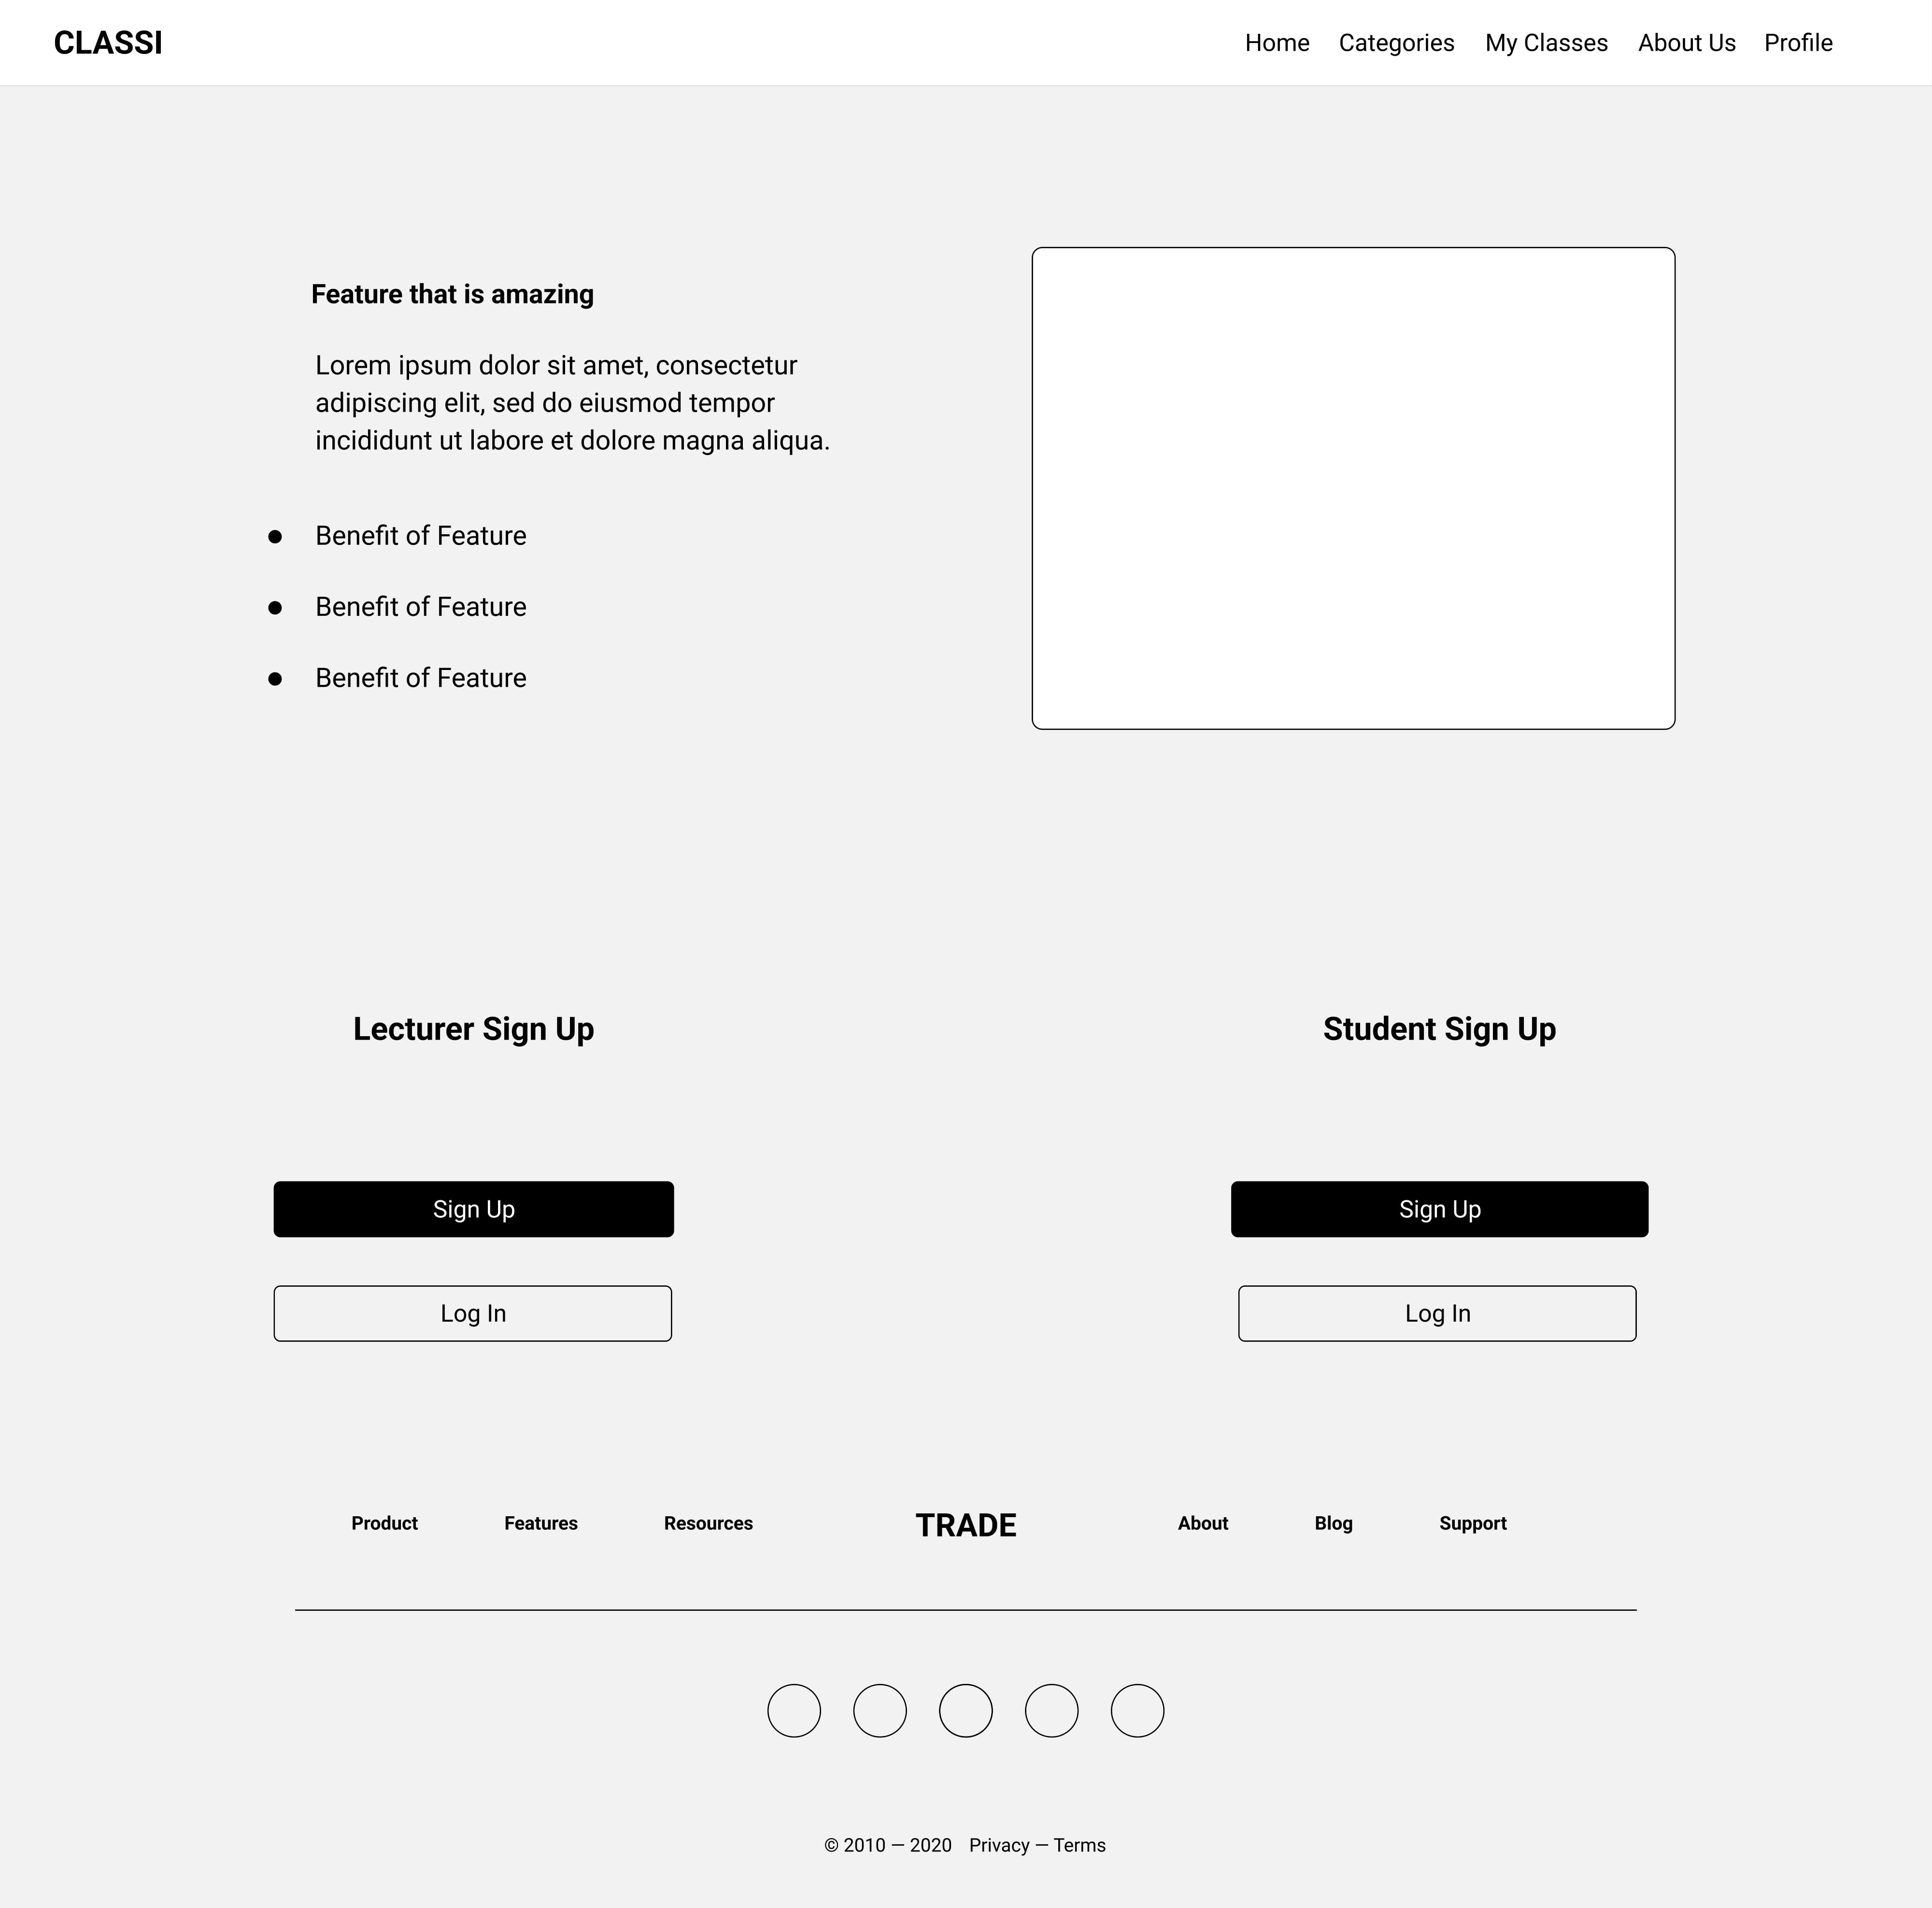 CLASSI
Home Categories My Classes About Us Profile
Feature that is amazing
Lorem ipsum dolor sit amet, consectetur
adipiscing elit, sed do eiusmod tempor
incididunt ut labore et dolore magna aliqua.
Benefit of Feature
Benefit of Feature
Benefit of Feature
Lecturer Sign Up
Student Sign Up
Sign Up
Sign Up
Log In
Log In
Product Features Resources TRADE About Blog Support
© 2010 — 2020 Privacy — Terms